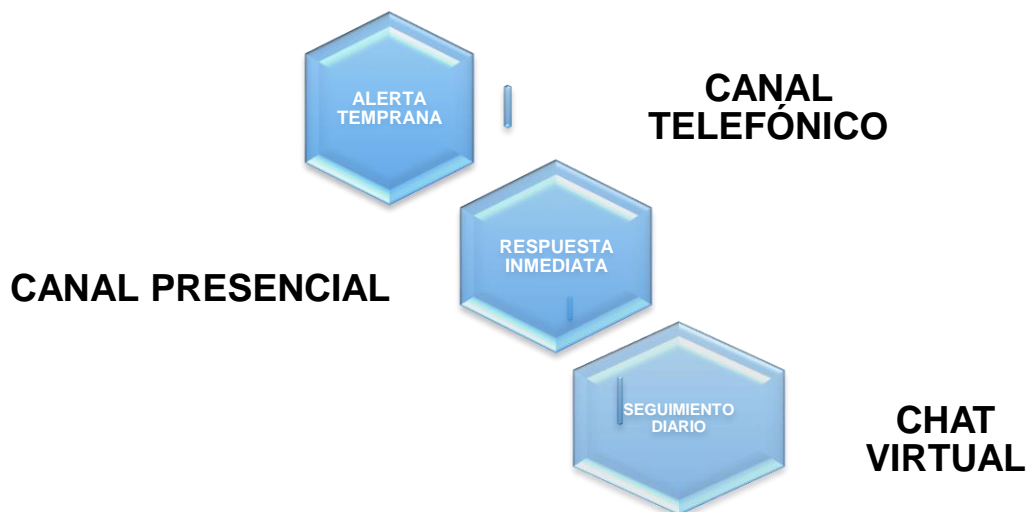 ALERTA
TEMPRANA
CANAL
TELEFÓNICO
RESPUESTA
INMEDIATA
CANAL PRESENCIAL
SEGUIMIENTO
DIARIO
CHAT
VIRTUAL